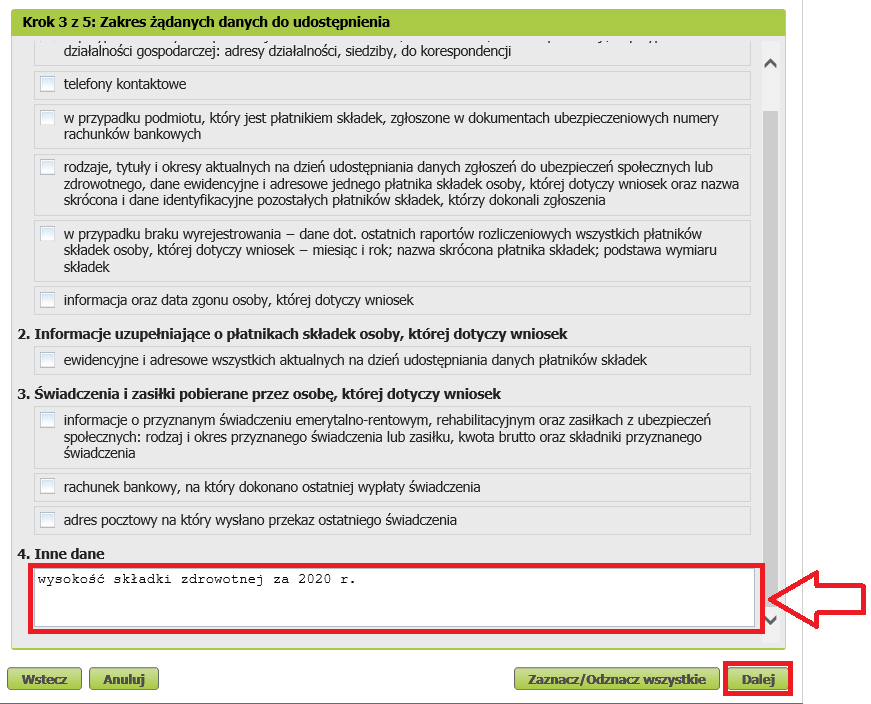 Krok 3 z 5: Zakres żądanych danych do udostępnienia
działalności gospodarczej: adresy działalności, siedziby, do korespondencji
telefony kontaktowe
w przypadku podmiotu, który jest płatnikiem składek, zgłoszone w dokumentach ubezpieczeniowych numery
rachunków bankowych
rodzaje, tytuły i okresy aktualnych na dzień udostępniania danych zgłoszeń do ubezpieczeń społecznych lub
zdrowotnego, dane ewidencyjne i adresowe jednego płatnika składek osoby, której dotyczy wniosek oraz nazwa
skrócona i dane identyfikacyjne pozostałych płatników składek, którzy dokonali zgłoszenia
w przypadku braku wyrejestrowania – dane dot. ostatnich raportów rozliczeniowych wszystkich płatników
składek osoby, której dotyczy wniosek – miesiąc i rok; nazwa skrócona płatnika składek; podstawa wymiaru
składek
informacja oraz data zgonu osoby, której dotyczy wniosek
2. Informacje uzupełniające o płatnikach składek osoby, której dotyczy wniosek
ewidencyjne i adresowe wszystkich aktualnych na dzień udostępniania danych płatników składek
3. Świadczenia i zasiłki pobierane przez osobę, której dotyczy wniosek
informacje o przyznanym świadczeniu emerytalno-rentowym, rehabilitacyjnym oraz zasiłkach z ubezpieczeń
społecznych: rodzaj i okres przyznanego świadczenia lub zasiłku, kwota brutto oraz składniki przyznanego
świadczenia
rachunek bankowy, na który dokonano ostatniej wypłaty świadczenia
adres pocztowy na który wysłano przekaz ostatniego świadczenia
4. Inne dane
wysokość składki zdrowotnej za 2020 r.
Wstecz Anuluj Zaznacz/Odznacz wszystkie Dalej